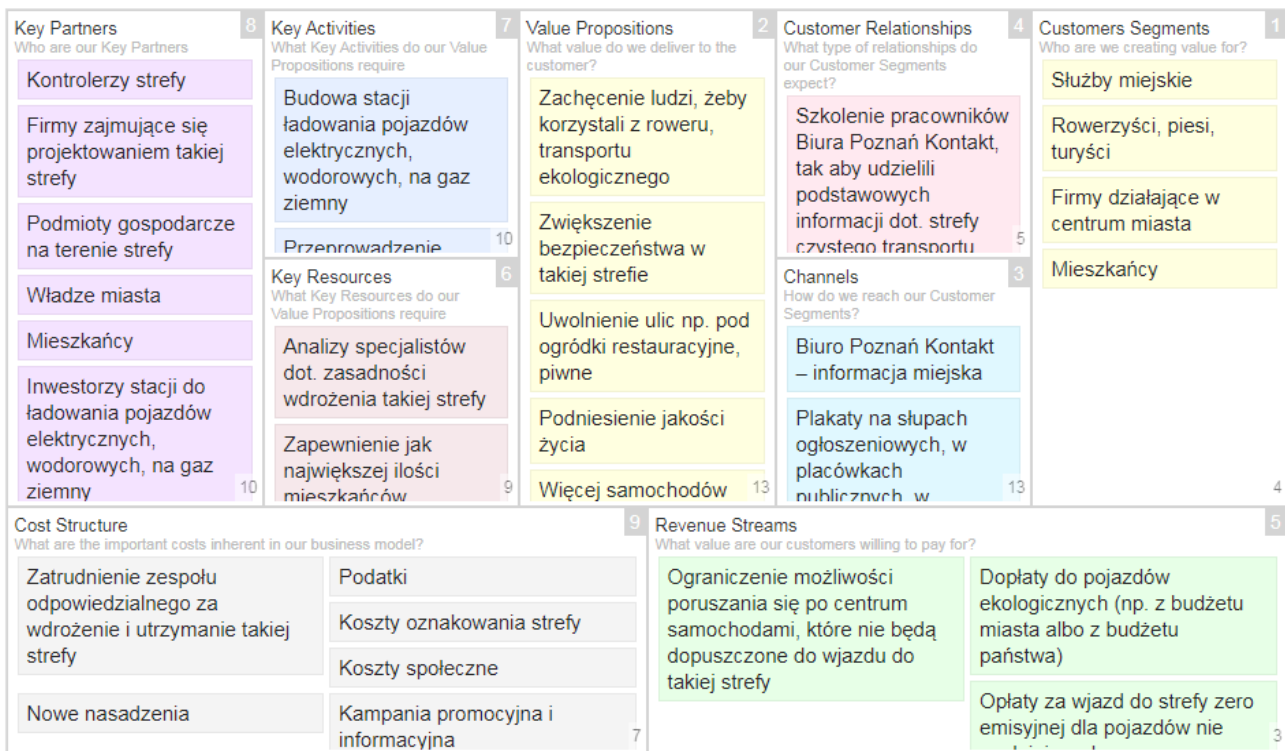 Key Partners
8
Who are our Key Partners
Kontrolerzy strefy
Firmy zajmujące się
projektowaniem takiej
strefy
Podmioty gospodarcze
na terenie strefy
Władze miasta
Mieszkańcy
Inwestorzy stacji do
ładowania pojazdów
elektrycznych,
wodorowych, na gaz
ziemny
10
Key Activities
7
What Key Activities do our Value
Propositions require
Budowa stacji
ładowania pojazdów
elektrycznych,
wodorowych, na gaz
ziemny
Przeprowadzenie
10
Key Resources
6
What Key Resources do our
Value Propositions require
Analizy specjalistów
dot. zasadności
wdrożenia takiej strefy
Zapewnienie jak
największej ilości
mieszkańców
9
Value Propositions
2
What value do we deliver to the
customer?
Zachęcenie ludzi, żeby
korzystali z roweru,
transportu
ekologicznego
Zwiększenie
bezpieczeństwa w
takiej strefie
Uwolnienie ulic np. pod
ogródki restauracyjne,
piwne
Podniesienie jakości
życia
Więcej samochodów
13
Customer Relationships
4
What type of relationships do
our Customer Segments
expect?
Szkolenie pracowników
Biura Poznań Kontakt,
tak aby udzielili
podstawowych
informacji dot. strefy
czystego transportu
5
Channels
3
How do we reach our Customer
Segments?
Biuro Poznań Kontakt
– informacja miejska
Plakaty na słupach
ogłoszeniowych, w
placówkach
publicznych, w
13
Customers Segments
1
Who are we creating value for?
Służby miejskie
Rowerzyści, piesi,
turyści
Firmy działające w
centrum miasta
Mieszkańcy
4
Cost Structure
9
What are the important costs inherent in our business model?
Zatrudnienie zespołu
odpowiedzialnego za
wdrożenie i utrzymanie takiej
strefy
Nowe nasadzenia
Podatki
Koszty oznakowania strefy
Koszty społeczne
Kampania promocyjna i
informacyjna
7
Revenue Streams
5
What value are our customers willing to pay for?
Ograniczenie możliwości
poruszania się po centrum
samochodami, które nie będą
dopuszczone do wjazdu do
takiej strefy
Dopłaty do pojazdów
ekologicznych (np. z budżetu
miasta albo z budżetu
państwa)
Opłaty za wjazd do strefy zero
emisyjnej dla pojazdów nie
3